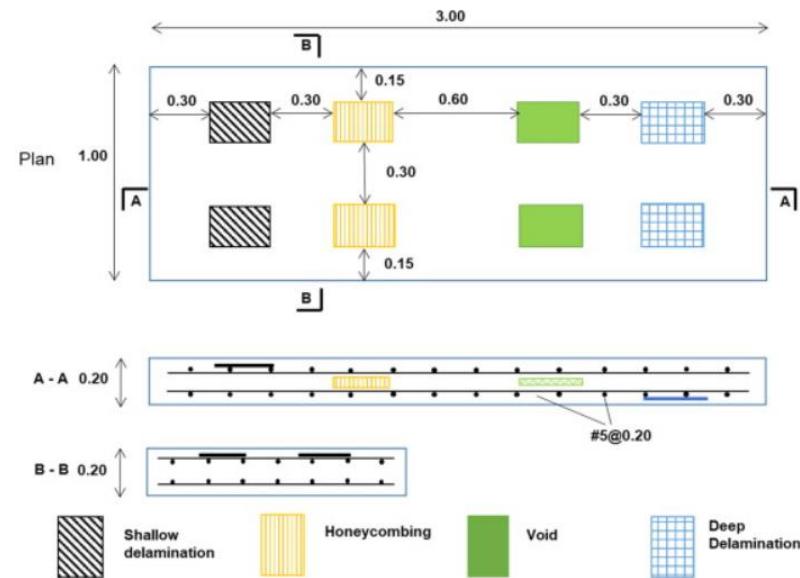 3.00
B
0.15
0.30 0.30 0.60 0.30 0.30
Plan 1.00
0.30
A A
0.15
B
A - A 0.20
#5@0.20
B - B 0.20
Shallow
delamination
Honeycombing
Void
Deep
Delamination